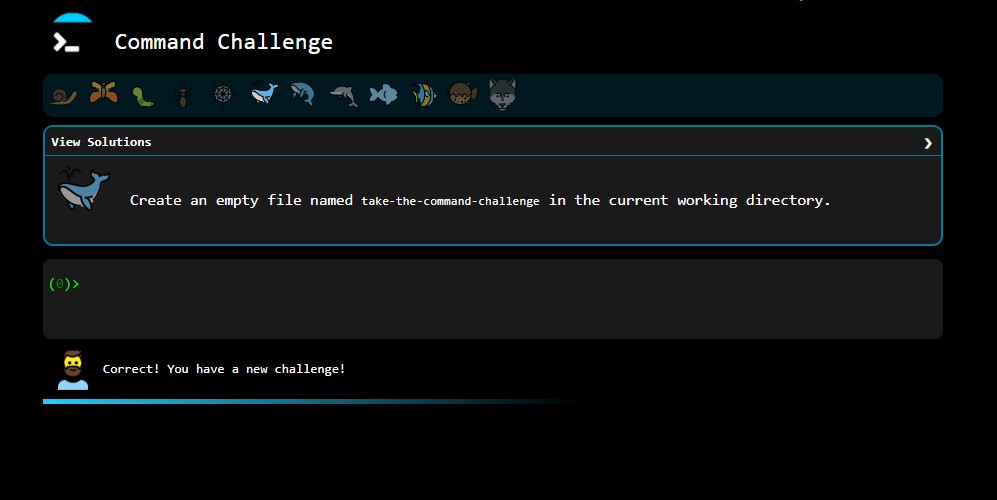 Command Challenge
View Solutions
Create an empty file named take-the-command-challenge in the current working directory.
(0)>
Correct! You have a new challenge!